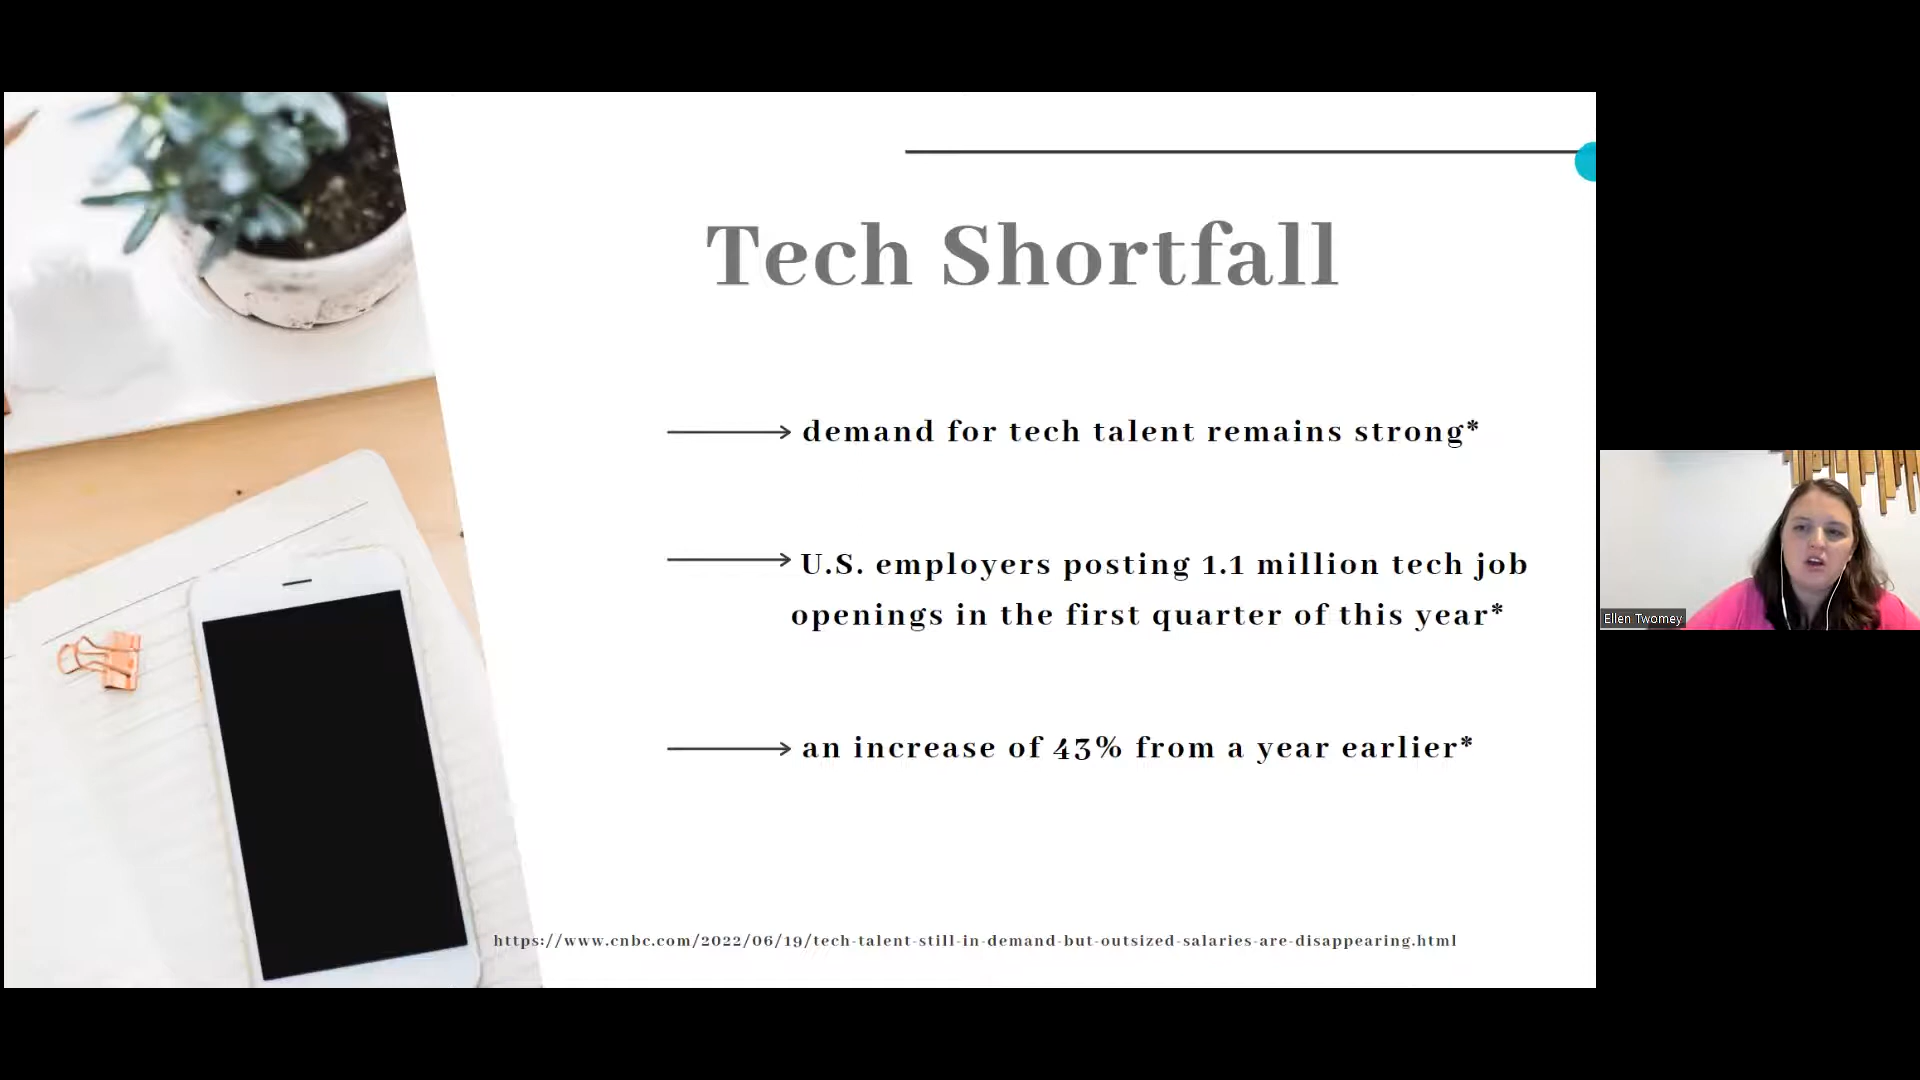 Tech Shortfall
demand for tech talent remains strong*
U.S. employers posting 1.1 million tech job
openings in the first quarter of this year*
an increase of 43% from a year earlier*
https://www.cnbc.com/2022/06/19/tech-talent-still-in-demand-but-outsized-salaries-are-disappearing.html
Ellen Twomey